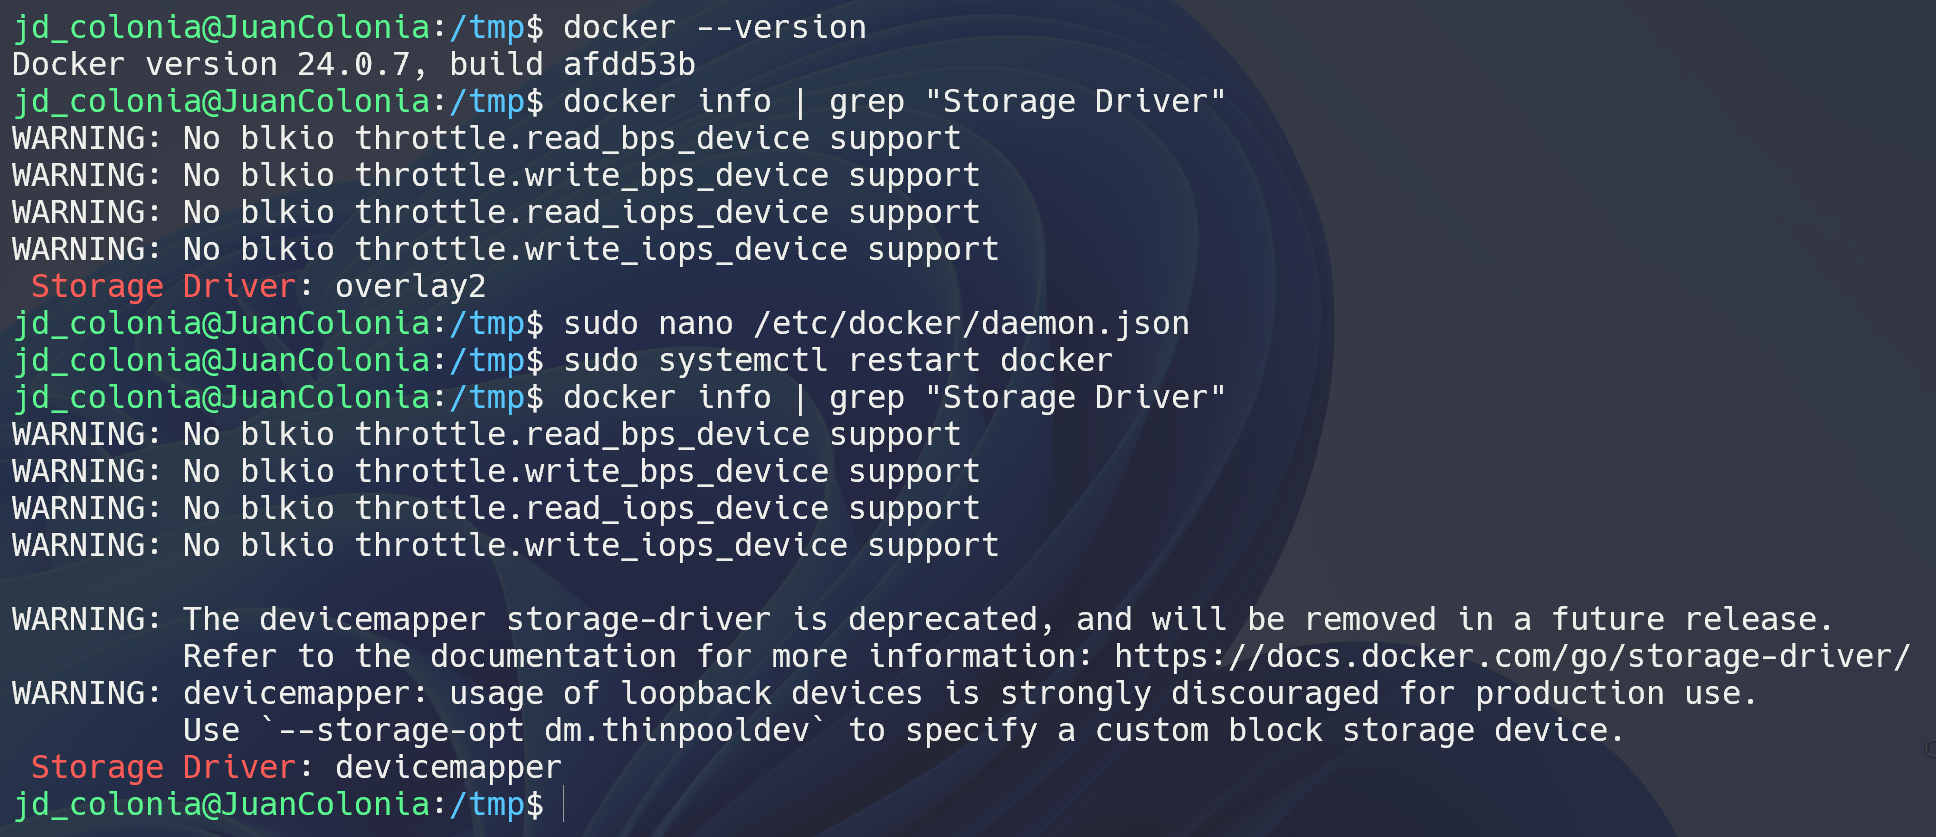 jd_colonia@JuanColonia:/tmp$ docker --version
Docker version 24.0.7, build afdd53b
jd_colonia@JuanColonia:/tmp$ docker info | grep "Storage Driver"
WARNING: No blkio throttle.read_bps_device support
WARNING: No blkio throttle.write_bps_device support
WARNING: No blkio throttle.read_iops_device support
WARNING: No blkio throttle.write_iops_device support
 Storage Driver: overlay2
jd_colonia@JuanColonia:/tmp$ sudo nano /etc/docker/daemon.json
jd_colonia@JuanColonia:/tmp$ sudo systemctl restart docker
jd_colonia@JuanColonia:/tmp$ docker info | grep "Storage Driver"
WARNING: No blkio throttle.read_bps_device support
WARNING: No blkio throttle.write_bps_device support
WARNING: No blkio throttle.read_iops_device support
WARNING: No blkio throttle.write_iops_device support

WARNING: The devicemapper storage-driver is deprecated, and will be removed in a future release.
         Refer to the documentation for more information: https://docs.docker.com/go/storage-driver/
WARNING: devicemapper: usage of loopback devices is strongly discouraged for production use.
         Use `--storage-opt dm.thinpooldev` to specify a custom block storage device.
 Storage Driver: devicemapper
jd_colonia@JuanColonia:/tmp$